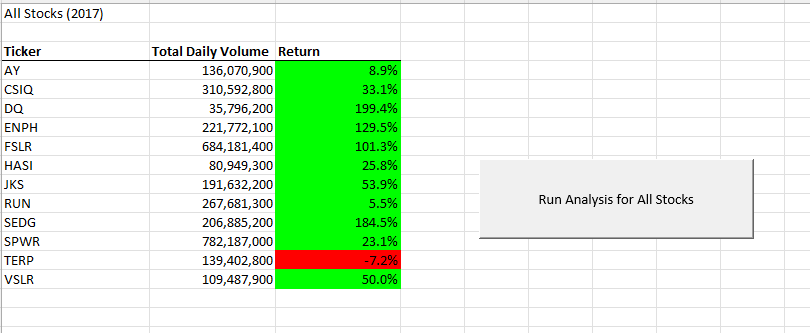 All Stocks (2017)
Ticker Total Daily Volume Return
AY 136,070,900 8.9%
CSIQ 310,592,800 33.1%
DQ 35,796,200 199.4%
ENPH 221,772,100 129.5%
FSLR 684,181,400 101.3%
HASI 80,949,300 25.8%
JKS 191,632,200 53.9%
RUN 267,681,300 5.5%
SEDG 206,885,200 184.5%
SPWR 782,187,000 23.1%
TERP 139,402,800 -7.2%
VSLR 109,487,900 50.0%
Run Analysis for All Stocks